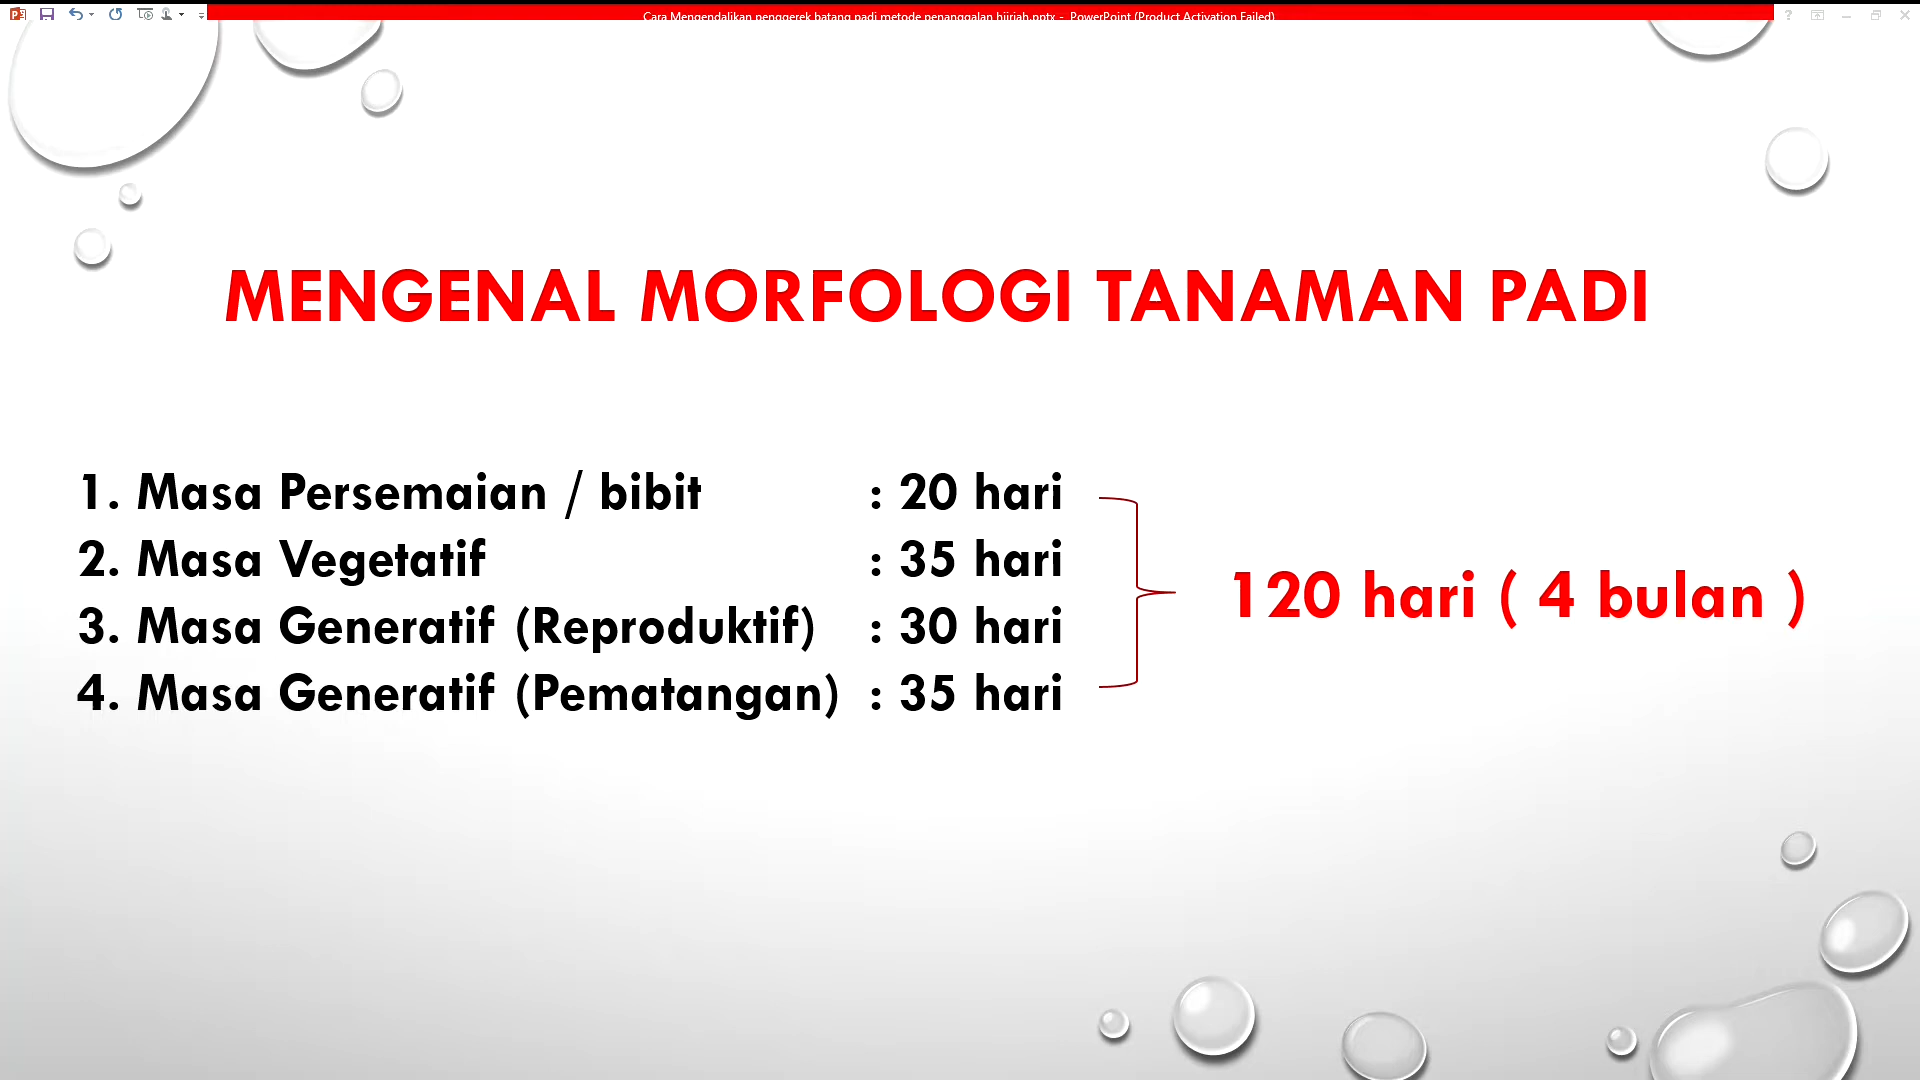 Cara Mengendalikan penggerek batang padi metode penanggalan hijriah.pptx - PowerPoint (Product Activation Failed)
MENGENAL MORFOLOGI TANAMAN PADI
1. Masa Persemaian / bibit : 20 hari
2. Masa Vegetatif : 35 hari
3. Masa Generatif (Reproduktif) : 30 hari
4. Masa Generatif (Pematangan) : 35 hari
120 hari ( 4 bulan )